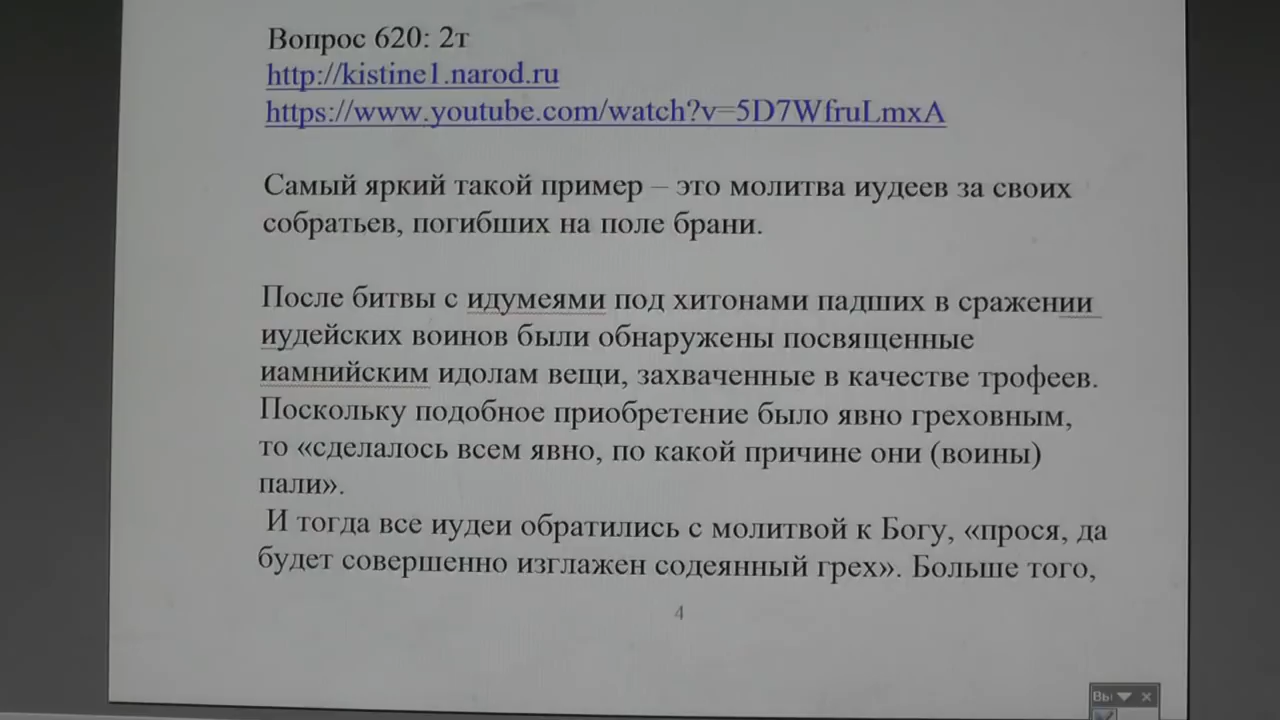 Вопрос 620: 2т
http://kistine1.narod.ru
https://www.youtube.com/watch?v=5D7WfruLmxA
Самый яркий такой пример – это молитва иудеев за своих
собратьев, погибших на поле брани.
После битвы с идумеями под хитонами падших в сражении
иудейских воинов были обнаружены посвященные
иамнийским идолам вещи, захваченные в качестве трофеев.
Поскольку подобное приобретение было явно греховным,
то «сделалось всем явно, по какой причине они (воины)
пали».
И тогда все иудеи обратились с молитвой к Богу, «прося, да
будет совершенно изглажен содеянный грех». Больше того,
4
Вы